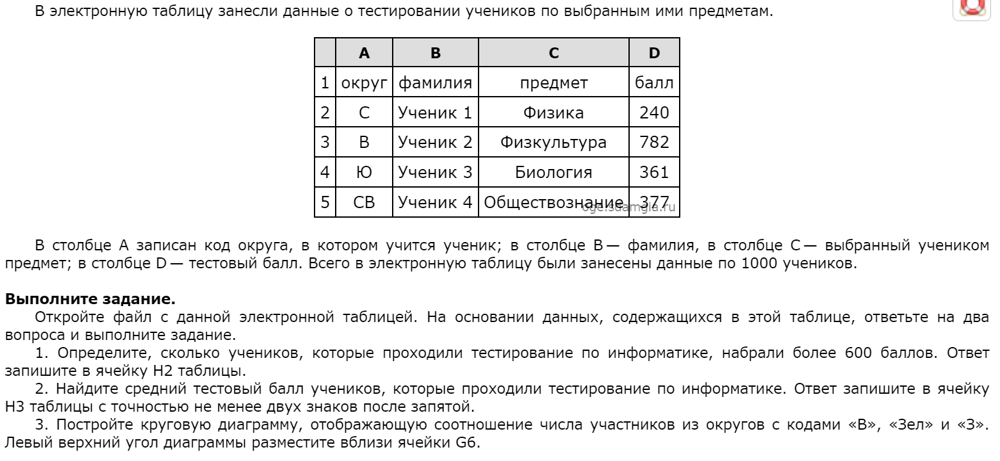 В электронную таблицу занесли данные о тестировании учеников по выбранным ими предметам.
A B C D
1 округ фамилия предмет балл
2 С Ученик 1 Физика 240
3 В Ученик 2 Физкультура 782
4 Ю Ученик 3 Биология 361
5 СВ Ученик 4 Обществознание 377
oge.sdamgia.ru
В столбце A записан код округа, в котором учится ученик; в столбце B — фамилия, в столбце C — выбранный учеником
предмет; в столбце D — тестовый балл. Всего в электронную таблицу были занесены данные по 1000 учеников.
Выполните задание.
Откройте файл с данной электронной таблицей. На основании данных, содержащихся в этой таблице, ответьте на два
вопроса и выполните задание.
1. Определите, сколько учеников, которые проходили тестирование по информатике, набрали более 600 баллов. Ответ
запишите в ячейку H2 таблицы.
2. Найдите средний тестовый балл учеников, которые проходили тестирование по информатике. Ответ запишите в ячейку
H3 таблицы с точностью не менее двух знаков после запятой.
3. Постройте круговую диаграмму, отображающую соотношение числа участников из округов с кодами «В», «Зел» и «З».
Левый верхний угол диаграммы разместите вблизи ячейки G6.